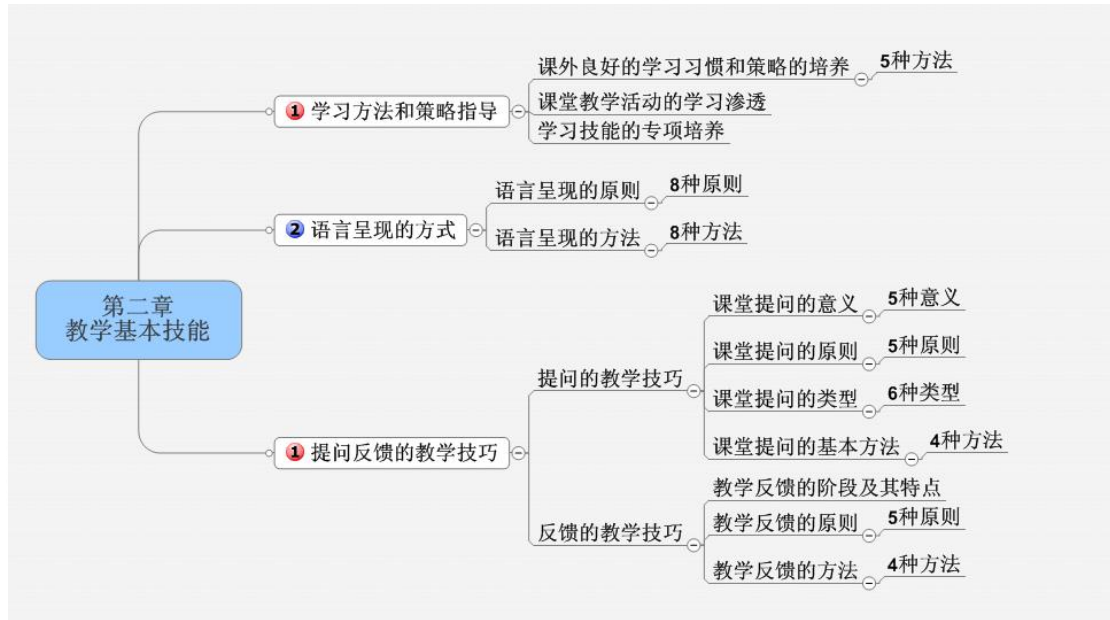 第二章
教学基本技能
1 学习方法和策略指导
课外良好的学习习惯和策略的培养
5种方法
课堂教学活动的学习渗透
学习技能的专项培养
2 语言呈现的方式
语言呈现的原则
8种原则
语言呈现的方法
8种方法
1 提问反馈的教学技巧
提问的教学技巧
课堂提问的意义
5种意义
课堂提问的原则
5种原则
课堂提问的类型
6种类型
课堂提问的基本方法
4种方法
反馈的教学技巧
教学反馈的阶段及其特点
教学反馈的原则
5种原则
教学反馈的方法
4种方法